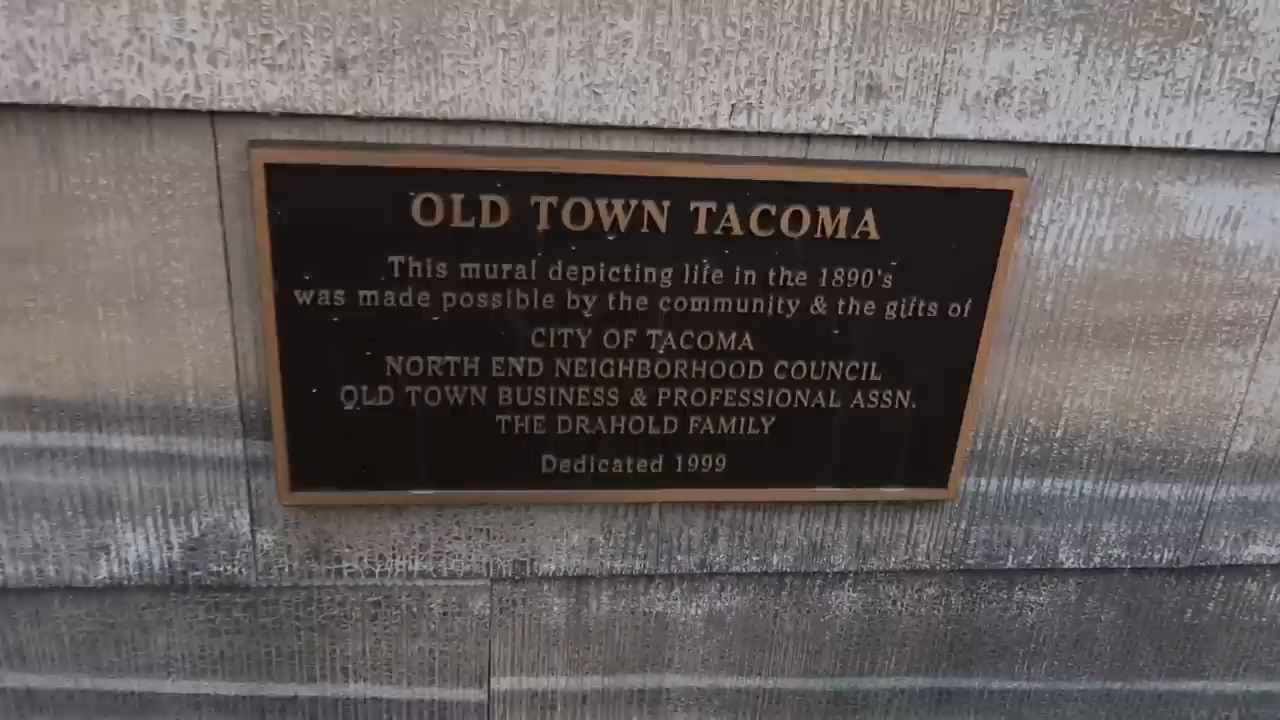 OLD TOWN TACOMA
This mural depicting life in the 1890's
was made possible by the community & the gifts of
CITY OF TACOMA
NORTH END NEIGHBORHOOD COUNCIL
OLD TOWN BUSINESS & PROFESSIONAL ASSN.
THE DRAHOLD FAMILY
Dedicated 1999